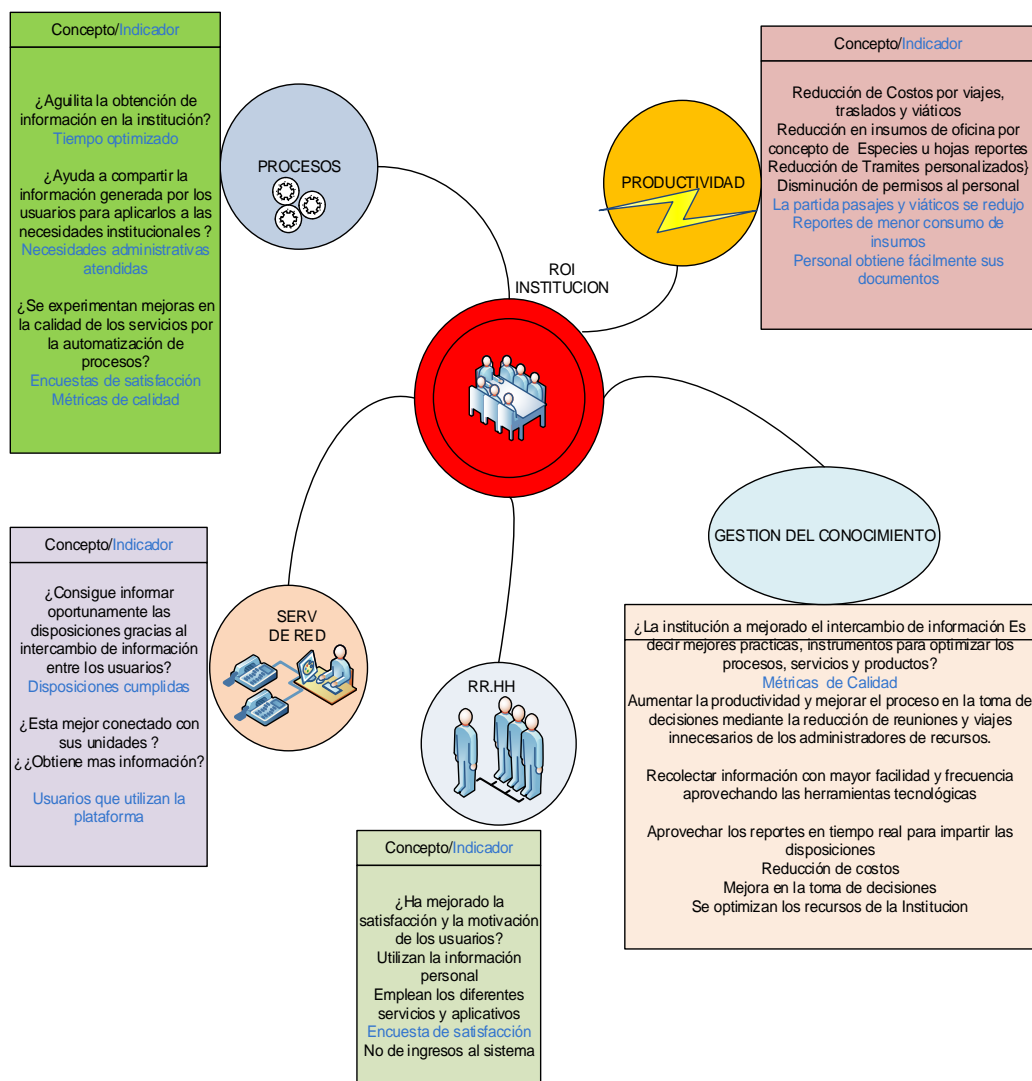 Concepto/Indicador
¿Aguilita la obtención de
información en la institución?
Tiempo optimizado
¿Ayuda a compartir la
información generada por los
usuarios para aplicarlos a las
necesidades institucionales ?
Necesidades administrativas
atendidas
¿Se experimentan mejoras en
la calidad de los servicios por
la automatización de
procesos?
Encuestas de satisfacción
Métricas de calidad
PROCESOS
PRODUCTIVIDAD
Concepto/Indicador
Reducción de Costos por viajes,
traslados y viáticos
Reducción en insumos de oficina por
concepto de Especies u hojas reportes
Reducción de Tramites personalizados}
Disminución de permisos al personal
La partida pasajes y viáticos se redujo
Reportes de menor consumo de
insumos
Personal obtiene fácilmente sus
documentos
ROI
INSTITUCION
Concepto/Indicador
¿Consigue informar
oportunamente las
disposiciones gracias al
intercambio de información
entre los usuarios?
Disposiciones cumplidas
¿Esta mejor conectado con
sus unidades ?
¿¿Obtiene mas información?
Usuarios que utilizan la
plataforma
SERV
DE RED
RR.HH
Concepto/Indicador
¿Ha mejorado la
satisfacción y la motivación
de los usuarios?
Utilizan la información
personal
Emplean los diferentes
servicios y aplicativos
Encuesta de satisfacción
No de ingresos al sistema
GESTION DEL CONOCIMIENTO
¿La institución a mejorado el intercambio de información Es
decir mejores practicas, instrumentos para optimizar los
procesos, servicios y productos?
Métricas de Calidad
Aumentar la productividad y mejorar el proceso en la toma de
decisiones mediante la reducción de reuniones y viajes
innecesarios de los administradores de recursos.
Recolectar información con mayor facilidad y frecuencia
aprovechando las herramientas tecnológicas
Aprovechar los reportes en tiempo real para impartir las
disposiciones
Reducción de costos
Mejora en la toma de decisiones
Se optimizan los recursos de la Institucion